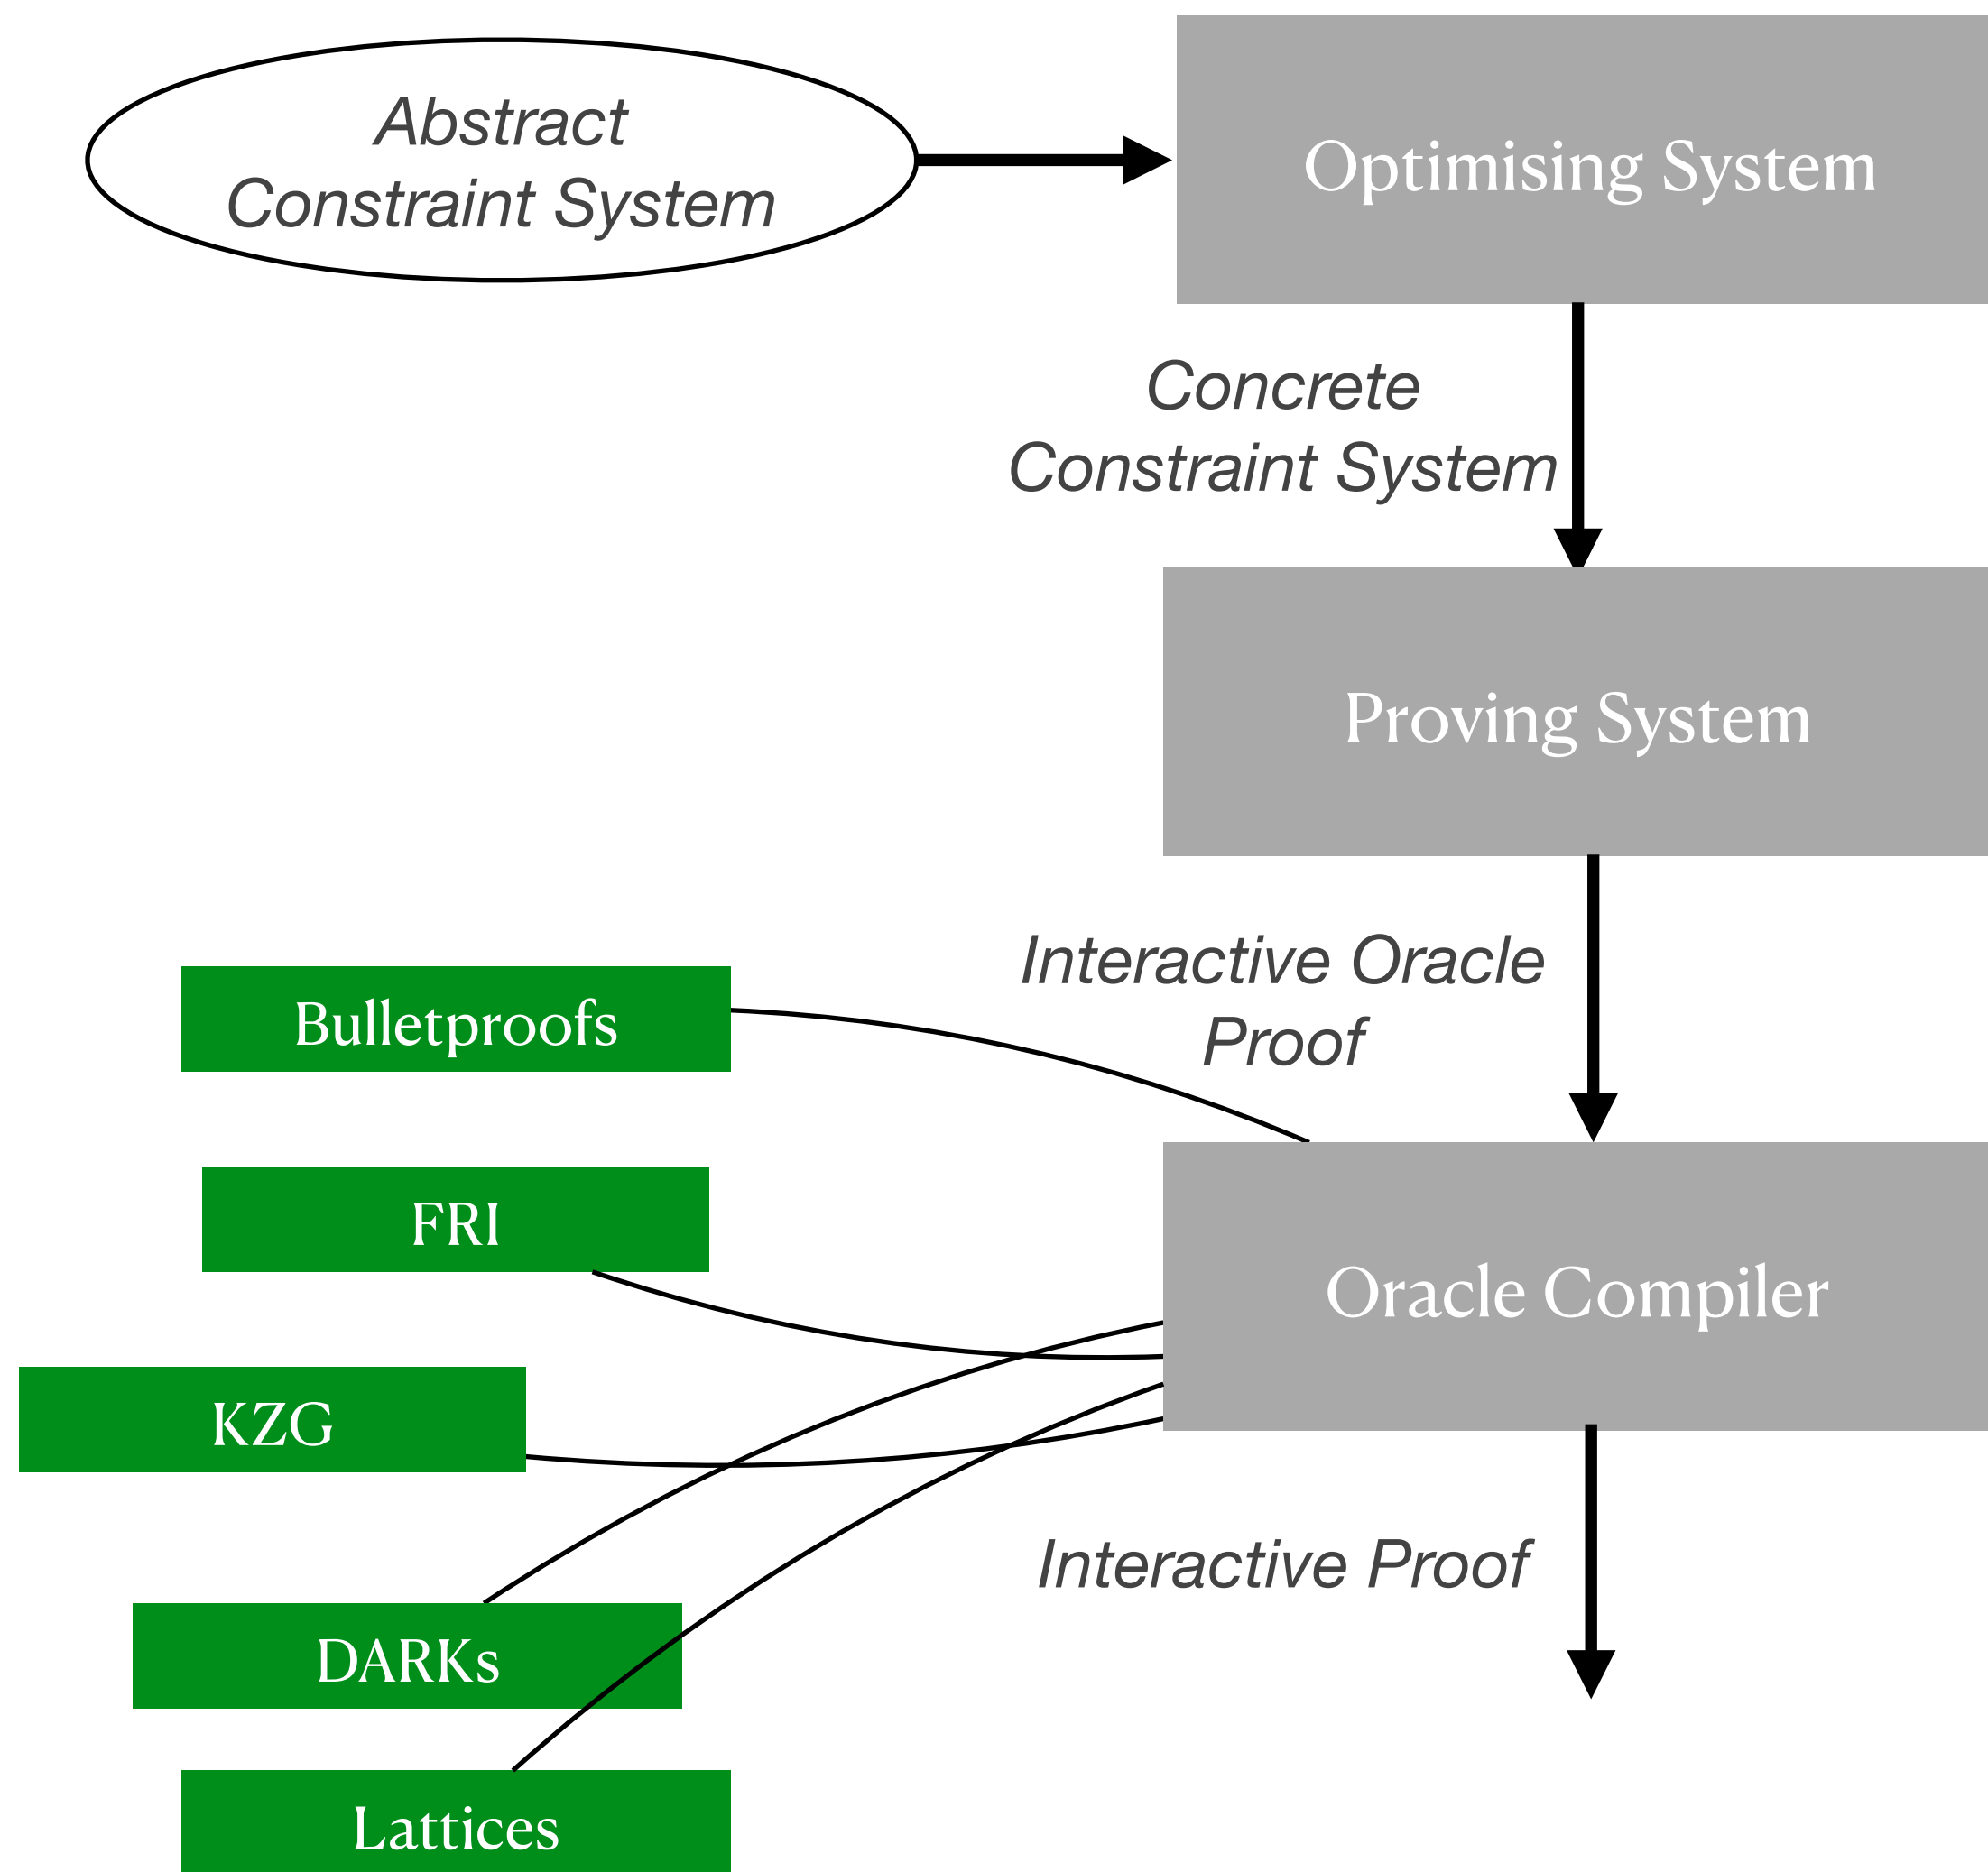 Abstract
Constraint System
Optimising System
Concrete
Constraint System
Proving System
Interactive Oracle
Proof
Bulletproofs
FRI
Oracle Compiler
KZG
Interactive Proof
DARKs
Lattices